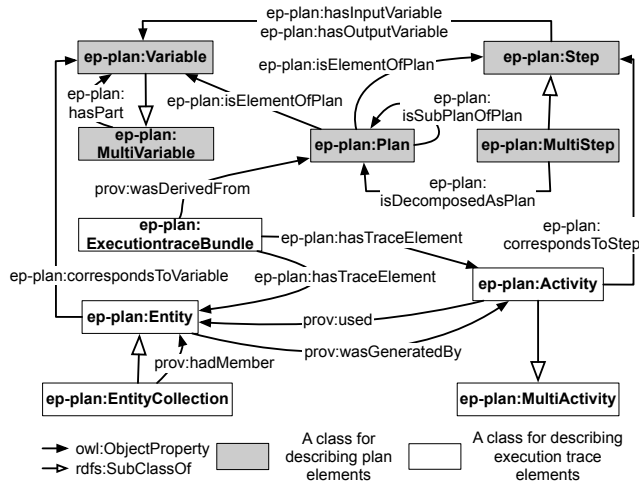 ep-plan:hasInputVariable
ep-plan:hasOutputVariable
ep-plan:Variable
ep-plan:Step
ep-plan:isElementOfPlan
ep-plan:
hasPart
ep-plan:isElementOfPlan
ep-plan:
isSubPlanOfPlan
ep-plan:
MultiVariable
ep-plan:Plan
ep-plan:MultiStep
prov:wasDerivedFrom
ep-plan:
isDecomposedAsPlan
ep-plan:
ExecutiontraceBundle
ep-plan:hasTraceElement
ep-plan:
correspondsToStep
ep-plan:correspondsToVariable
ep-plan:hasTraceElement
ep-plan:Activity
ep-plan:Entity
prov:used
prov:wasGeneratedBy
prov:hadMember
ep-plan:EntityCollection
ep-plan:MultiActivity
owl:ObjectProperty
rdfs:SubClassOf
A class for
describing plan
elements
A class for describing
execution trace
elements